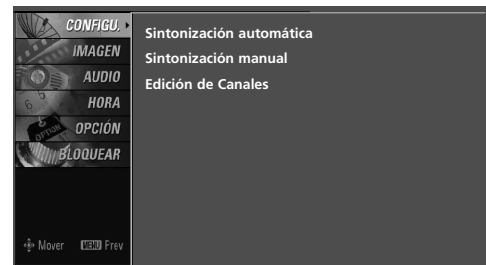 CONFIGU.
IMAGEN
AUDIO
HORA
OPCIÓN
BLOQUEAR
Mover MENU Prev
Sintonización automática
Sintonización manual
Edición de Canales